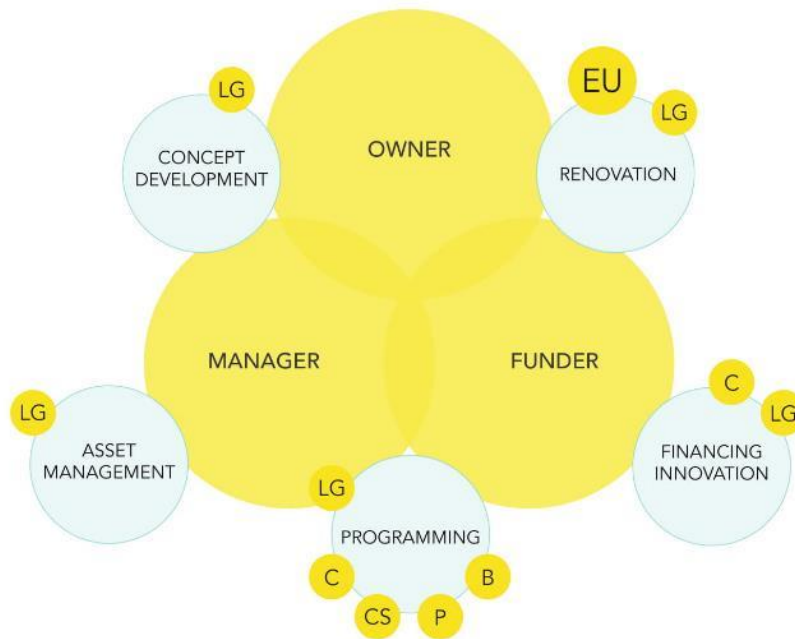 EU
LG
LG
OWNER
CONCEPT
DEVELOPMENT
RENOVATION
MANAGER
FUNDER
C
LG
LG
ASSET
MANAGEMENT
FINANCING
INNOVATION
LG
PROGRAMMING
C
B
CS
P